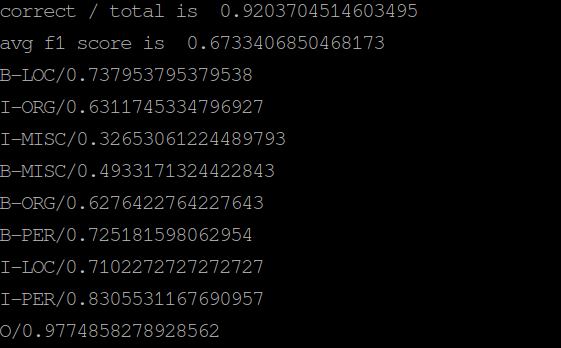 correct / total is  0.9203704514603495
avg f1 score is  0.6733406850468173
B-LOC/0.737953795379538
I-ORG/0.6311745334796927
I-MISC/0.32653061224489793
B-MISC/0.4933171324422843
B-ORG/0.6276422764227643
B-PER/0.725181598062954
I-LOC/0.7102272727272727
I-PER/0.8305531167690957
O/0.9774858278928562